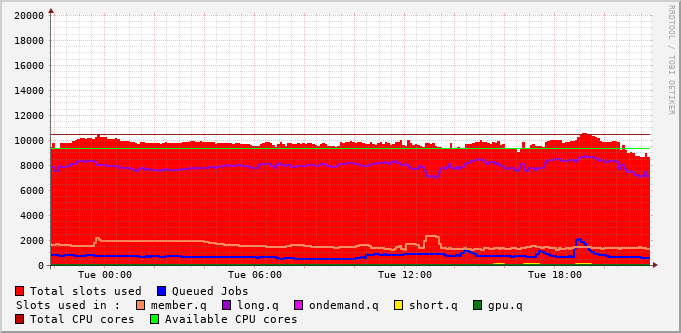 20000
18000
16000
14000
12000
10000
8000
6000
4000
2000
0
Tue 00:00 Tue 06:00 Tue 12:00 Tue 18:00
RRDTOOL / TOBI OETIKER
Total slots used Queued Jobs
Slots used in : member.q long.q ondemand.q short.q gpu.q
Total CPU cores Available CPU cores